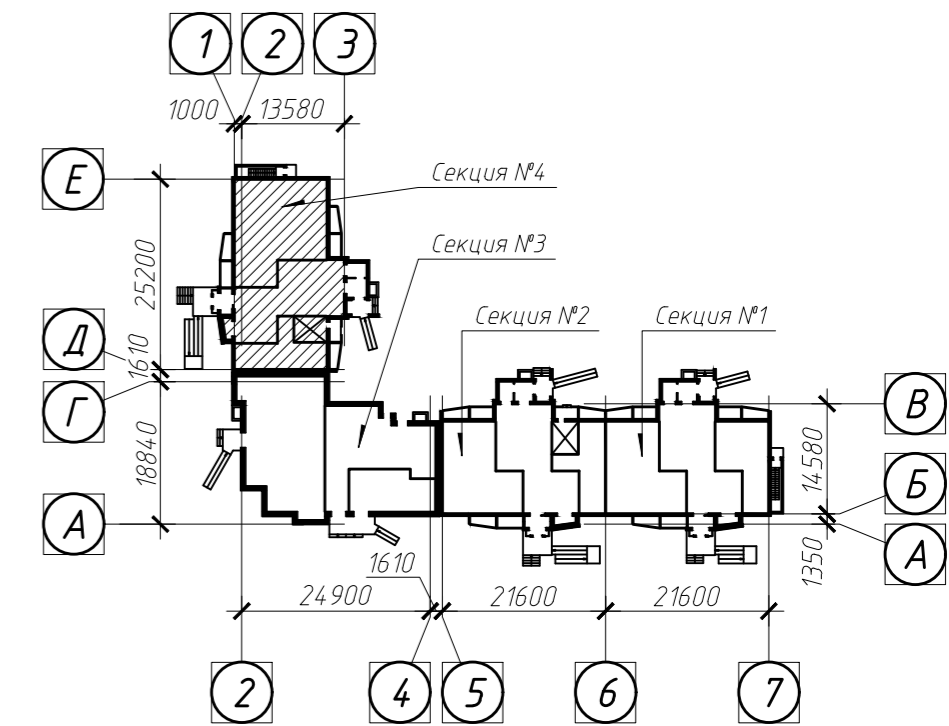 1 2 3
1000 13580
Е
Секция №4
25200
Секция №3
Д
1610
Секция №2 Секция №1
Г
В
18840
14580
Б
А
А
1350
1610
24900 21600 21600
2 4 5 6 7